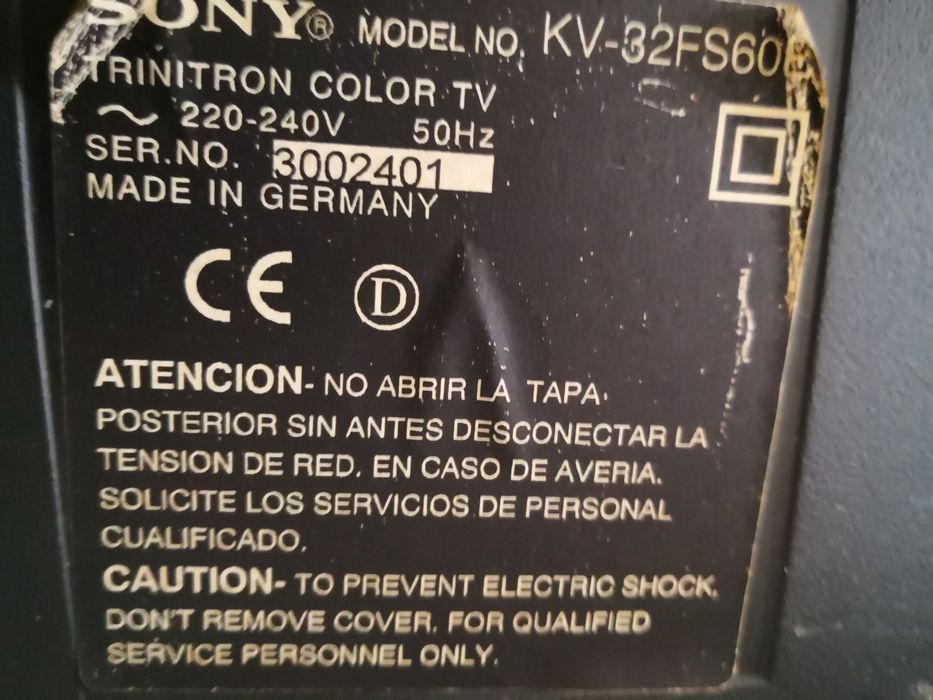 SONY® MODEL NO. KV-32FS60
TRINITRON COLOR TV
~ 220-240V 50Hz
SER.NO. 3002401
MADE IN GERMANY
CE D
ATENCION- NO ABRIR LA TAPA.
POSTERIOR SIN ANTES DESCONECTAR LA
TENSION DE RED. EN CASO DE AVERIA.
SOLICITE LOS SERVICIOS DE PERSONAL
CUALIFICADO.
CAUTION- TO PREVENT ELECTRIC SHOCK,
DON'T REMOVE COVER. FOR QUALIFIED
SERVICE PERSONNEL ONLY.